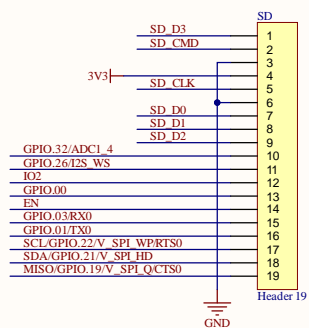 SD
SD_D3 1
SD_CMD 2
3
3V3 4
SD_CLK 5
6
SD_D0 7
SD_D1 8
SD_D2 9
GPIO.32/ADC1_4 10
GPIO.26/I2S_WS 11
IO2 12
GPIO.00 13
EN 14
GPIO.03/RX0 15
GPIO.01/TX0 16
SCL/GPIO.22/V_SPI_WP/RTS0 17
SDA/GPIO.21/V_SPI_HD 18
MISO/GPIO.19/V_SPI_Q/CTS0 19
Header 19
GND